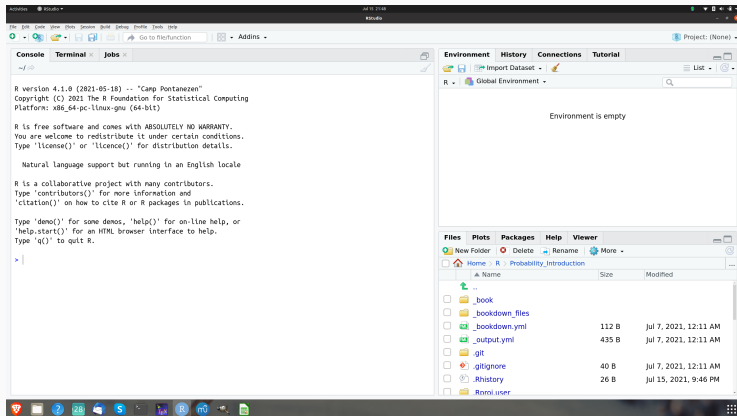 Activities RStudio Jul 15 21:48
RStudio
File Edit Code View Plots Session Build Debug Profile Tools Help
Go to file/function Addins Project: (None)
Console Terminal Jobs
~/
R version 4.1.0 (2021-05-18) -- "Camp Pontanezen"
Copyright (C) 2021 The R Foundation for Statistical Computing
Platform: x86_64-pc-linux-gnu (64-bit)
R is free software and comes with ABSOLUTELY NO WARRANTY.
You are welcome to redistribute it under certain conditions.
Type 'license()' or 'licence()' for distribution details.
Natural language support but running in an English locale
R is a collaborative project with many contributors.
Type 'contributors()' for more information and
'citation()' on how to cite R or R packages in publications.
Type 'demo()' for some demos, 'help()' for on-line help, or
'help.start()' for an HTML browser interface to help.
Type 'q()' to quit R.
>
Environment History Connections Tutorial
Import Dataset List
R Global Environment
Environment is empty
Files Plots Packages Help Viewer
New Folder Delete Rename More
Home R Probability_Introduction ...
Name Size Modified
..
_book
_bookdown_files
_bookdown.yml 112 B Jul 7, 2021, 12:11 AM
_output.yml 435 B Jul 7, 2021, 12:11 AM
.git
.gitignore 40 B Jul 7, 2021, 12:11 AM
.Rhistory 26 B Jul 15, 2021, 9:46 PM
.Rproj.user